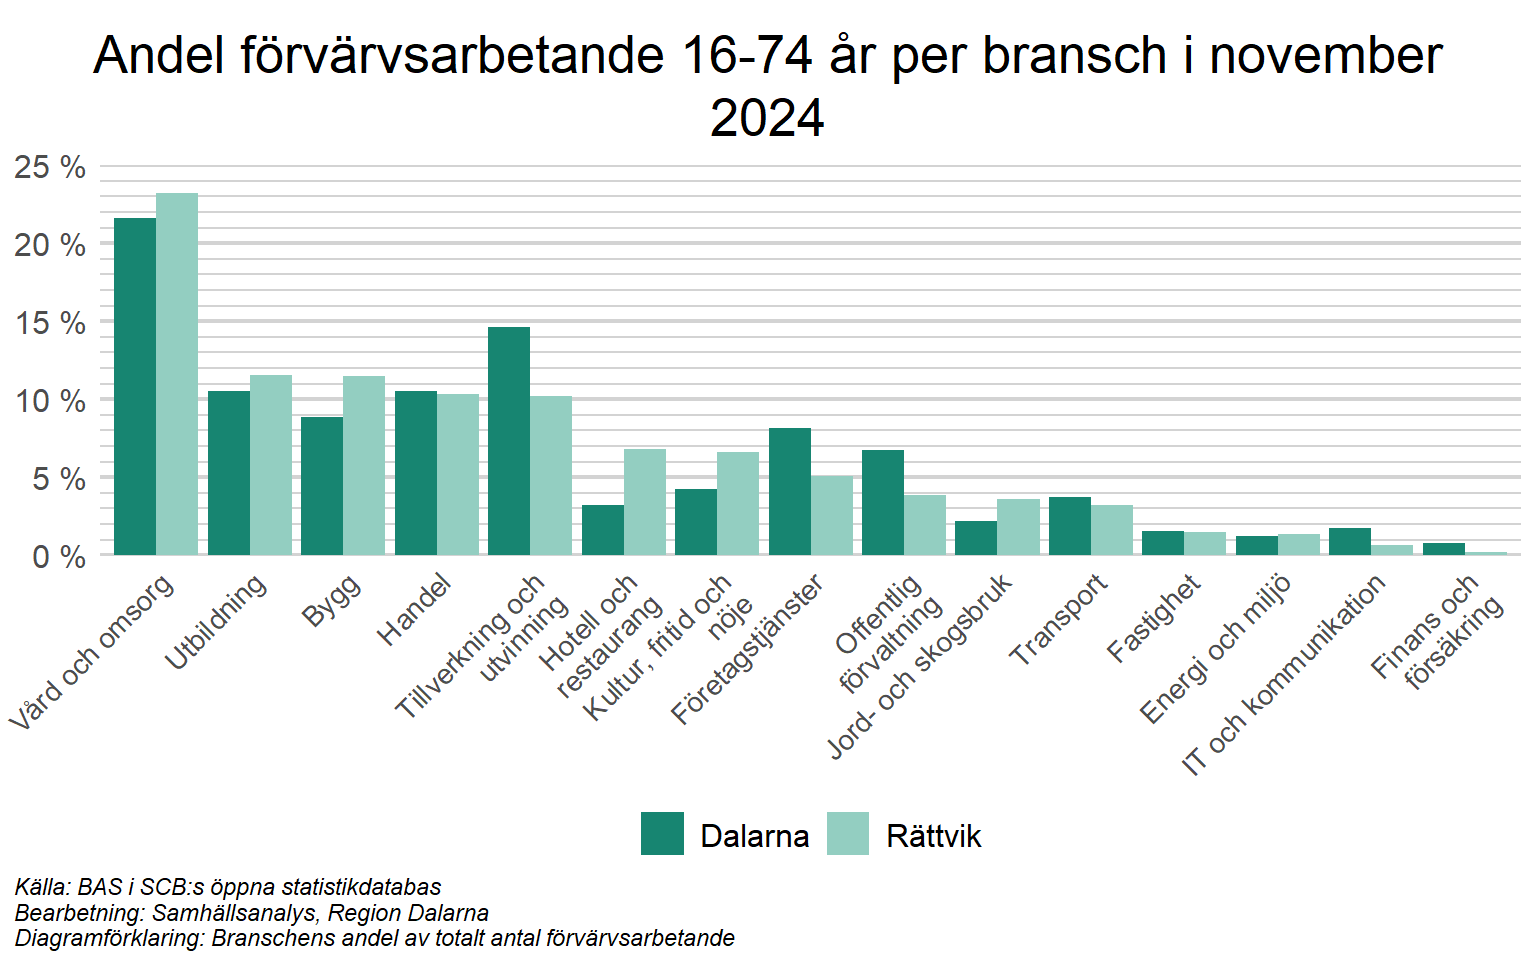 Andel förvärvsarbetande 16-74 år per bransch i november
2024
25 %
20 %
15 %
10 %
5 %
0 %
Vård och omsorg
Utbildning
Bygg
Handel
Tillverkning och
utvinning
Hotell och
restaurang
Kultur, fritid och
nöje
Företagstjänster
Offentlig
förvaltning
Jord- och skogsbruk
Transport
Fastighet
Energi och miljö
IT och kommunikation
Finans och
försäkring
Dalarna
Rättvik
Källa: BAS i SCB:s öppna statistikdatabas
Bearbetning: Samhällsanalys, Region Dalarna
Diagramförklaring: Branschens andel av totalt antal förvärvsarbetande